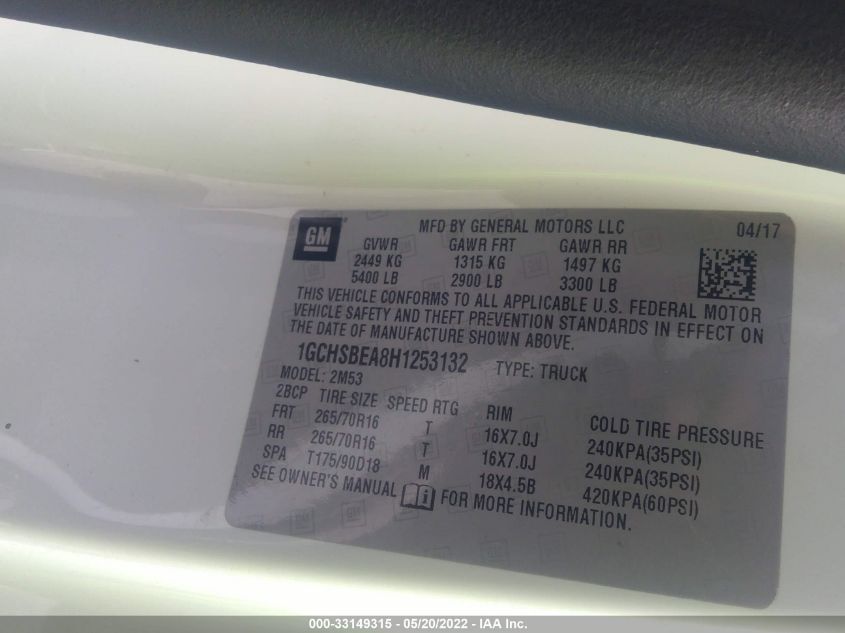 GM
MFD BY GENERAL MOTORS LLC
04/17
GVWR GAWR FRT GAWR RR
2449 KG 1315 KG 1497 KG
5400 LB 2900 LB 3300 LB
THIS VEHICLE CONFORMS TO ALL APPLICABLE U.S. FEDERAL MOTOR
VEHICLE SAFETY AND THEFT PREVENTION STANDARDS IN EFFECT ON
THE DATE OF MANUFACTURE SHOWN ABOVE.
1GCHSBEA8H1253132 TYPE: TRUCK
MODEL: 2M53
2BCP TIRE SIZE SPEED RTG RIM COLD TIRE PRESSURE
FRT 265/70R16 T 16X7.0J 240KPA(35PSI)
RR 265/70R16 T 16X7.0J 240KPA(35PSI)
SPA T175/90D18 M 18X4.5B 420KPA(60PSI)
SEE OWNER'S MANUAL FOR MORE INFORMATION.
000-33149315 - 05/20/2022 - IAA Inc.